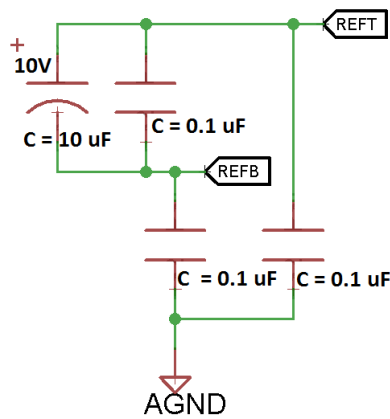 REFT
+
10V
C = 10 uF
C = 0.1 uF
REFB
C = 0.1 uF
C = 0.1 uF
AGND